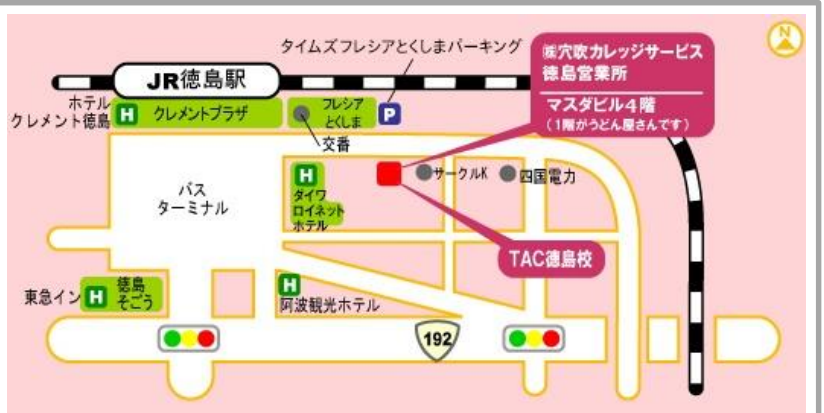 タイムズフレシアとくしまパーキング
N
㈱穴吹カレッジサービス
徳島営業所
マスダビル4階
(1階がうどん屋さんです)
JR徳島駅
ホテル
クレメント徳島
H
クレメントプラザ
フレシア
とくしま
P
交番
バス
ターミナル
H
ダイワ
ロイネット
ホテル
サークルK
四国電力
TAC徳島校
東急イン
H
徳島
そごう
H
阿波観光ホテル
192